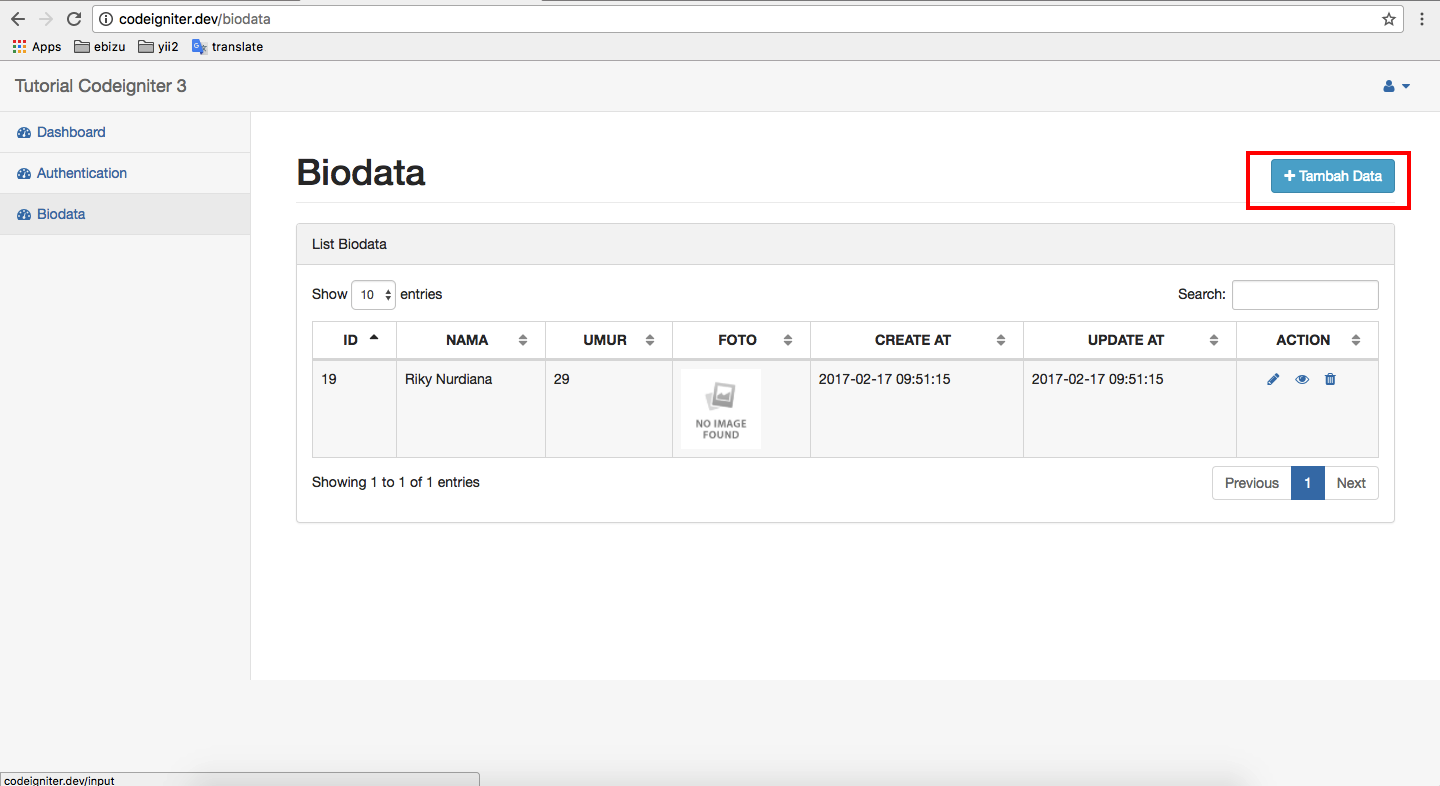 codeigniter.dev/biodata
Apps ebizu yii2 translate
Tutorial Codeigniter 3
Dashboard
Authentication
Biodata
Biodata
+ Tambah Data
List Biodata
Show 10 entries
Search:
ID NAMA UMUR FOTO CREATE AT UPDATE AT ACTION
19 Riky Nurdiana 29 2017-02-17 09:51:15 2017-02-17 09:51:15
NO IMAGE
FOUND
Showing 1 to 1 of 1 entries
Previous 1 Next
codeigniter.dev/input